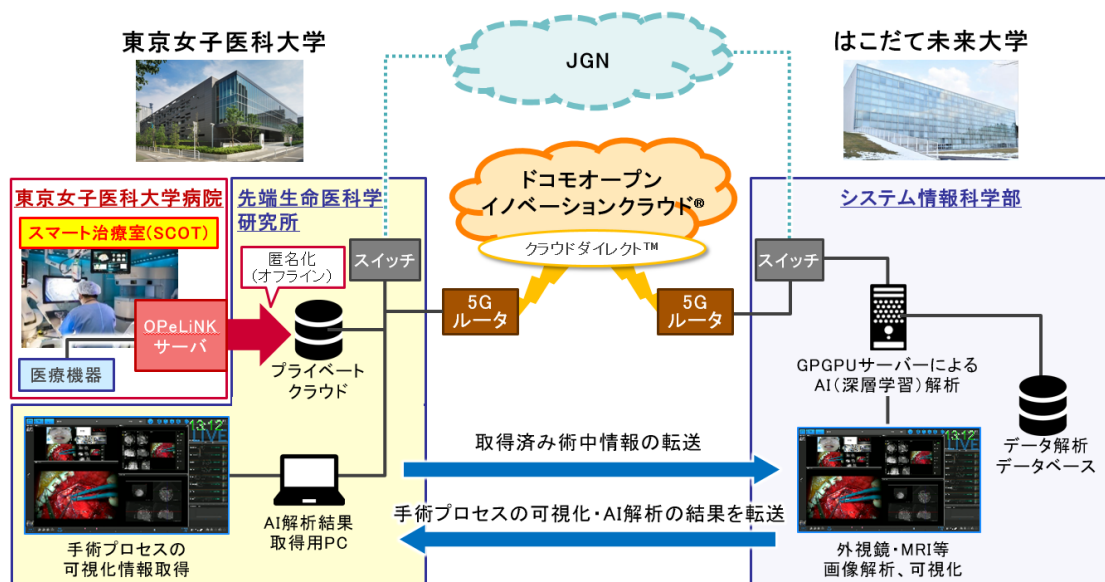 東京女子医科大学
はこだて未来大学
JGN
東京女子医科大学病院
スマート治療室(SCOT)
OPeLiNK
サーバ
医療機器
先端生命医科学
研究所
匿名化
(オフライン)
プライベート
クラウド
スイッチ
5G
ルータ
ドコモオープン
イノベーションクラウド®
クラウドダイレクト™
5G
ルータ
スイッチ
システム情報科学部
GPGPUサーバーによる
AI(深層学習)解析
データ解析
データベース
取得済み術中情報の転送
手術プロセスの可視化・AI解析の結果を転送
13:12
LIVE
手術プロセスの
可視化情報取得
AI解析結果
取得用PC
13:12
LIVE
外視鏡・MRI等
画像解析、可視化